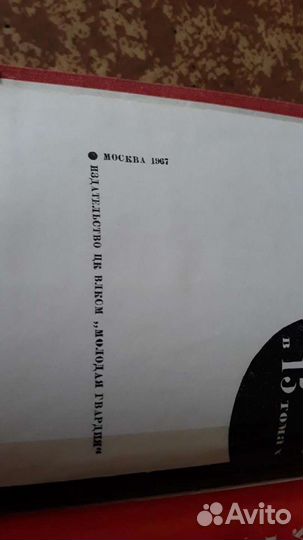 МОСКВА 1967
ИЗДАТЕЛЬСТВО ЦК ВЛКСМ „МОЛОДАЯ ГВАРДИЯ“
В 15 ТОМАХ
Avito